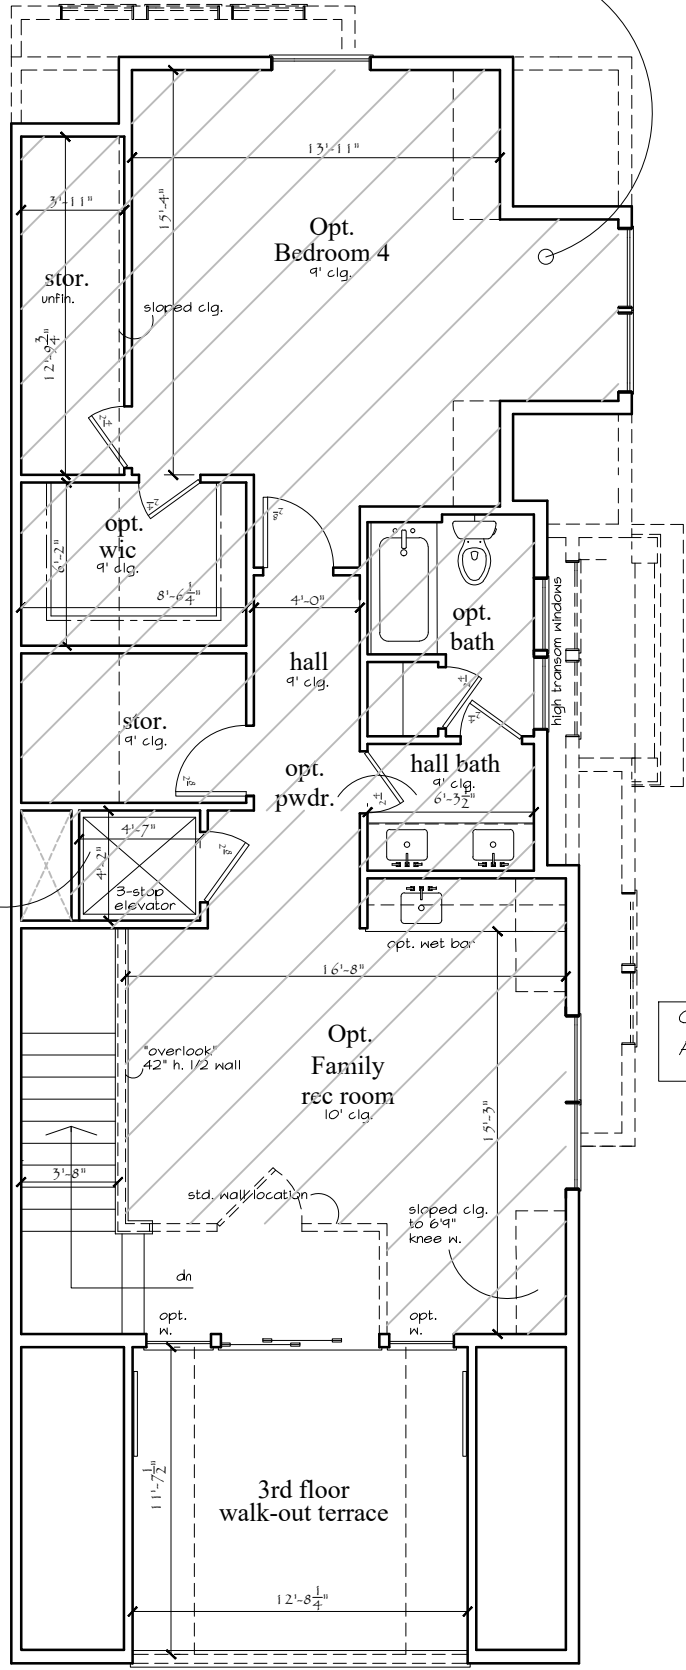 13'-11"
3'-11"
15'-4"
Opt.
Bedroom 4
9' clg.
stor.
unfin.
sloped clg.
12'-9 3/4"
2/4
2/4
2/8
opt.
wic
9' clg.
6'-2"
8'-6 1/4"
4'-0"
opt.
bath
high transom windows
hall
9' clg.
stor.
9' clg.
2/8
opt.
pwdr.
hall bath
9' clg.
6'-3 1/2"
4'-7"
4'-2"
2/8
3-stop
elevator
opt. wet bar
16'-8"
Opt.
Family
rec room
10' clg.
"overlook"
42" h. 1/2 wall
15'-3"
3'-8"
std. wall location
sloped clg.
to 6'9"
knee w.
dn
opt.
w.
opt.
w.
11'-7 1/2"
3rd floor
walk-out terrace
12'-8 1/4"